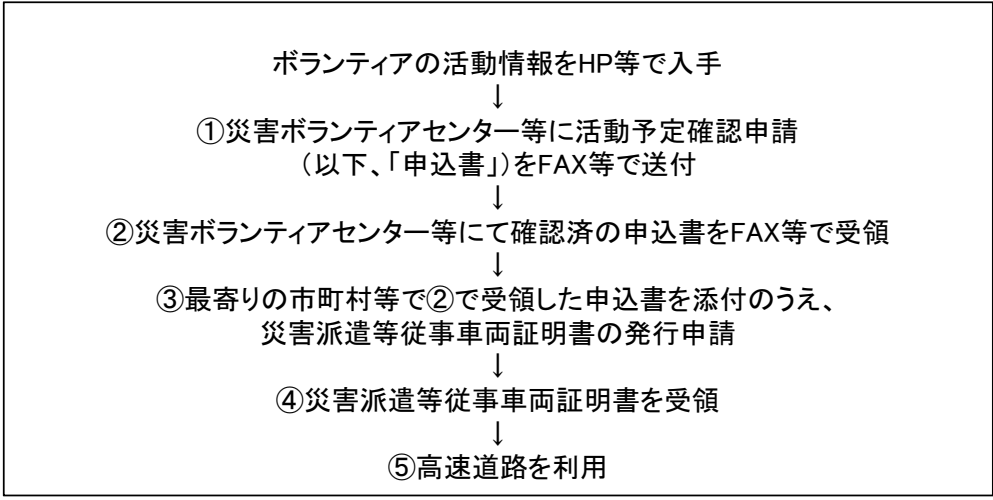 ボランティアの活動情報をHP等で入手
↓
①災害ボランティアセンター等に活動予定確認申請
（以下、「申込書」）をFAX等で送付
↓
②災害ボランティアセンター等にて確認済の申込書をFAX等で受領
↓
③最寄りの市町村等で②で受領した申込書を添付のうえ、
災害派遣等従事車両証明書の発行申請
↓
④災害派遣等従事車両証明書を受領
↓
⑤高速道路を利用